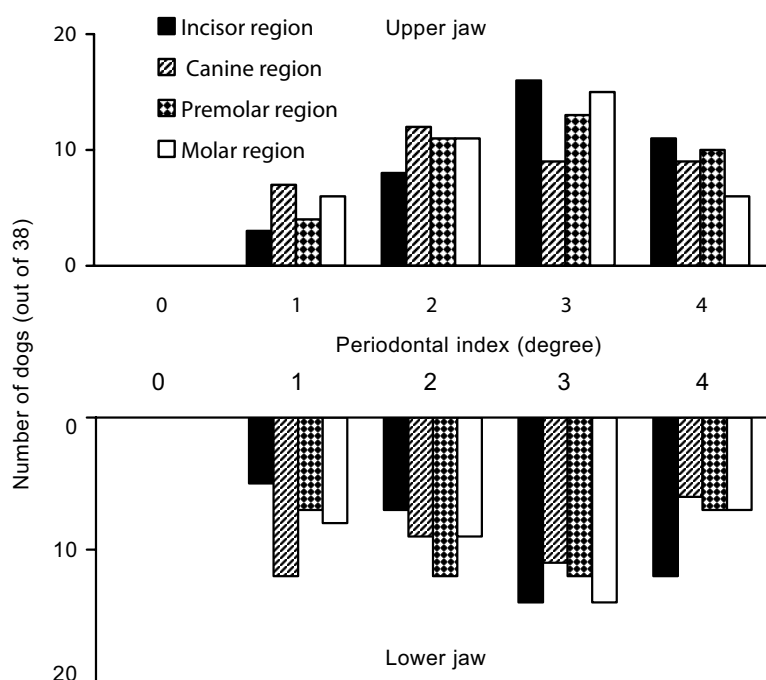 20
Incisor region
Upper jaw
Canine region
Premolar region
10
Molar region
0
0 1 2 3 4
Periodontal index (degree)
Number of dogs (out of 38)
0 1 2 3 4
0
10
Lower jaw
20